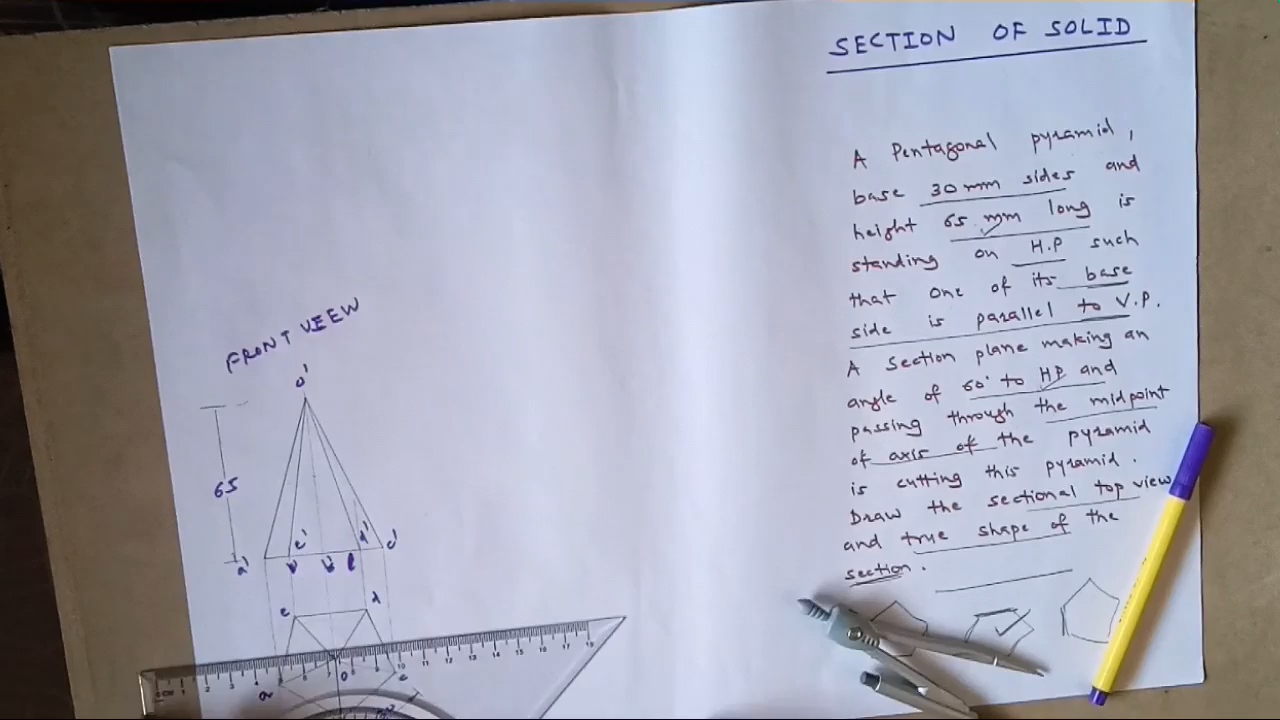 SECTION OF SOLID
A Pentagonal pyramid,
base 30 mm sides and
height 65 mm long is
standing on H.P such
that one of its base
side is parallel to V.P.
A section plane making an
angle of 60° to HP and
passing through the midpoint
of axis of the pyramid
is cutting this pyramid.
Draw the sectional top view
and true shape of the
section.
FRONT VIEW
o'
65
a' e' d' c'
b'
e d
a o c